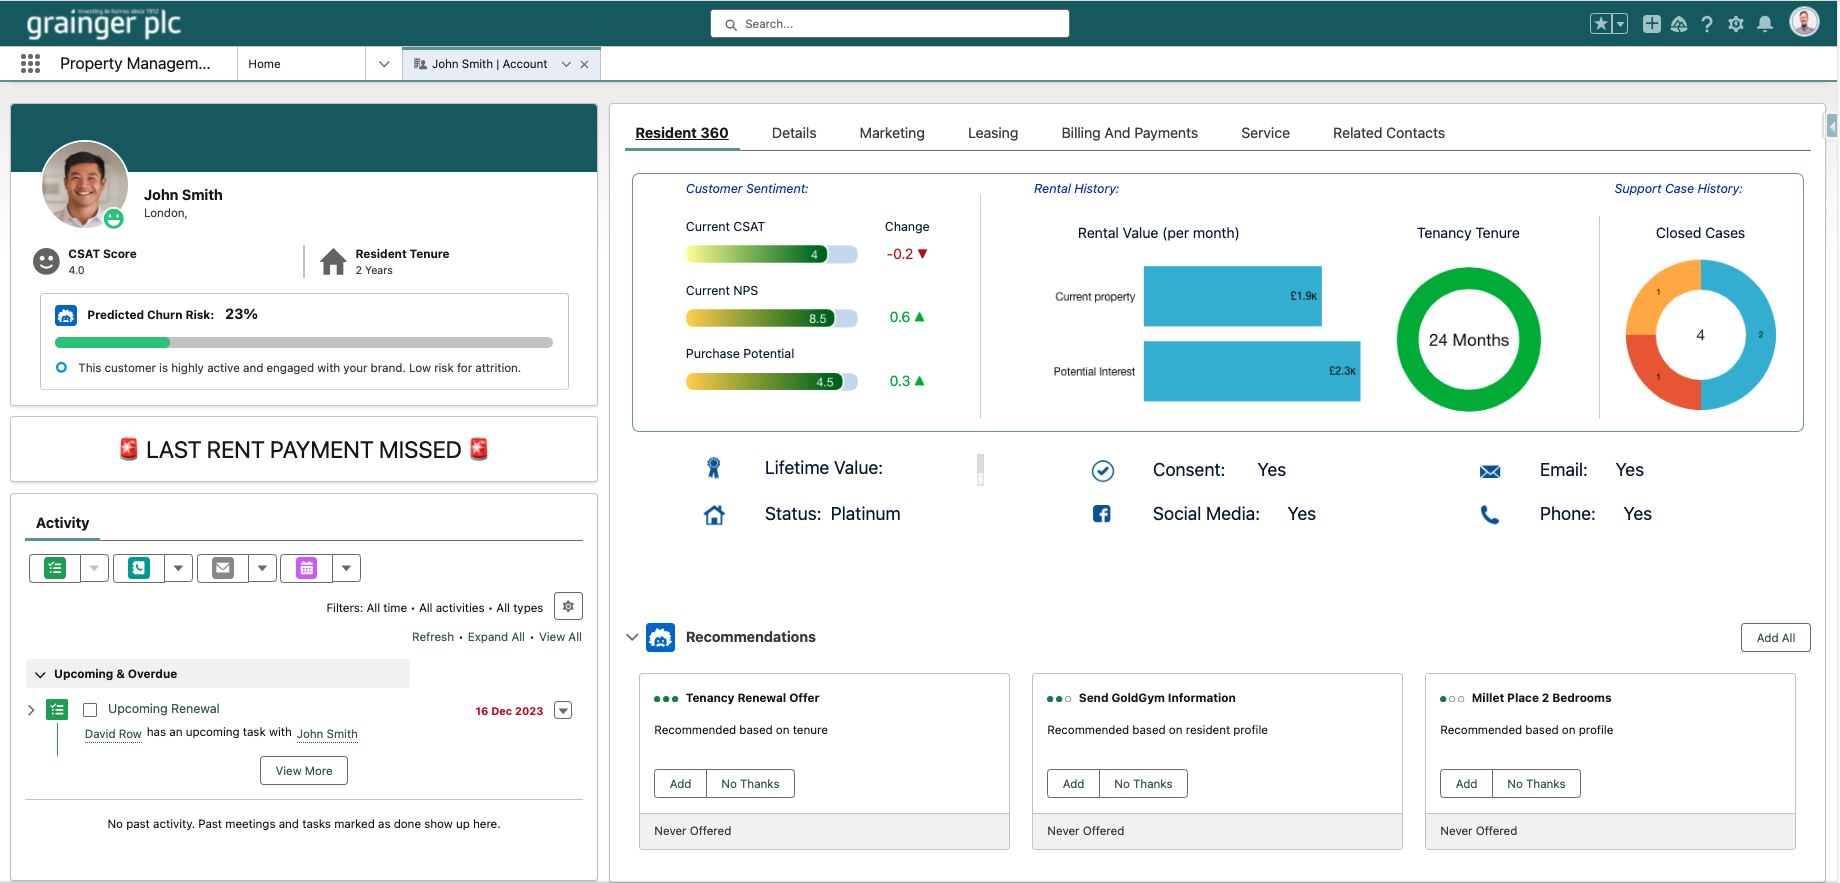 Investing in homes since 1912
grainger plc
Search...
Property Managem...
Home
John Smith | Account
John Smith
London,
CSAT Score
4.0
Resident Tenure
2 Years
Predicted Churn Risk: 23%
This customer is highly active and engaged with your brand. Low risk for attrition.
🚨 LAST RENT PAYMENT MISSED 🚨
Activity
Filters: All time • All activities • All types
Refresh • Expand All • View All
Upcoming & Overdue
Upcoming Renewal
16 Dec 2023
David Row has an upcoming task with John Smith
View More
No past activity. Past meetings and tasks marked as done show up here.
Resident 360
Details
Marketing
Leasing
Billing And Payments
Service
Related Contacts
Customer Sentiment:
Current CSAT
Change
4
-0.2 ▼
Current NPS
8.5
0.6 ▲
Purchase Potential
4.5
0.3 ▲
Rental History:
Rental Value (per month)
Current property
£1.9K
Potential Interest
£2.3K
Tenancy Tenure
24 Months
Support Case History:
Closed Cases
1
2
4
1
Lifetime Value:
Consent: Yes
Email: Yes
Status: Platinum
Social Media: Yes
Phone: Yes
Recommendations
Add All
Tenancy Renewal Offer
Recommended based on tenure
Add
No Thanks
Never Offered
Send GoldGym Information
Recommended based on resident profile
Add
No Thanks
Never Offered
Millet Place 2 Bedrooms
Recommended based on profile
Add
No Thanks
Never Offered